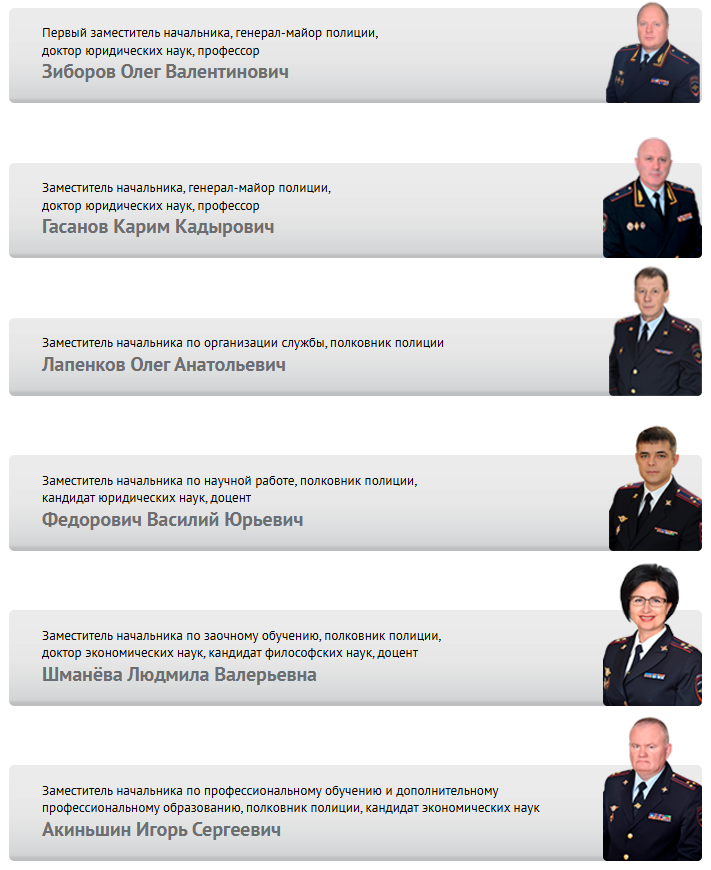 Первый заместитель начальника, генерал-майор полиции,
доктор юридических наук, профессор
Зиборов Олег Валентинович
Заместитель начальника, генерал-майор полиции,
доктор юридических наук, профессор
Гасанов Карим Кадырович
Заместитель начальника по организации службы, полковник полиции
Лапенков Олег Анатольевич
Заместитель начальника по научной работе, полковник полиции,
кандидат юридических наук, доцент
Федорович Василий Юрьевич
Заместитель начальника по заочному обучению, полковник полиции,
доктор экономических наук, кандидат философских наук, доцент
Шманёва Людмила Валерьевна
Заместитель начальника по профессиональному обучению и дополнительному
профессиональному образованию, полковник полиции, кандидат экономических наук
Акиньшин Игорь Сергеевич